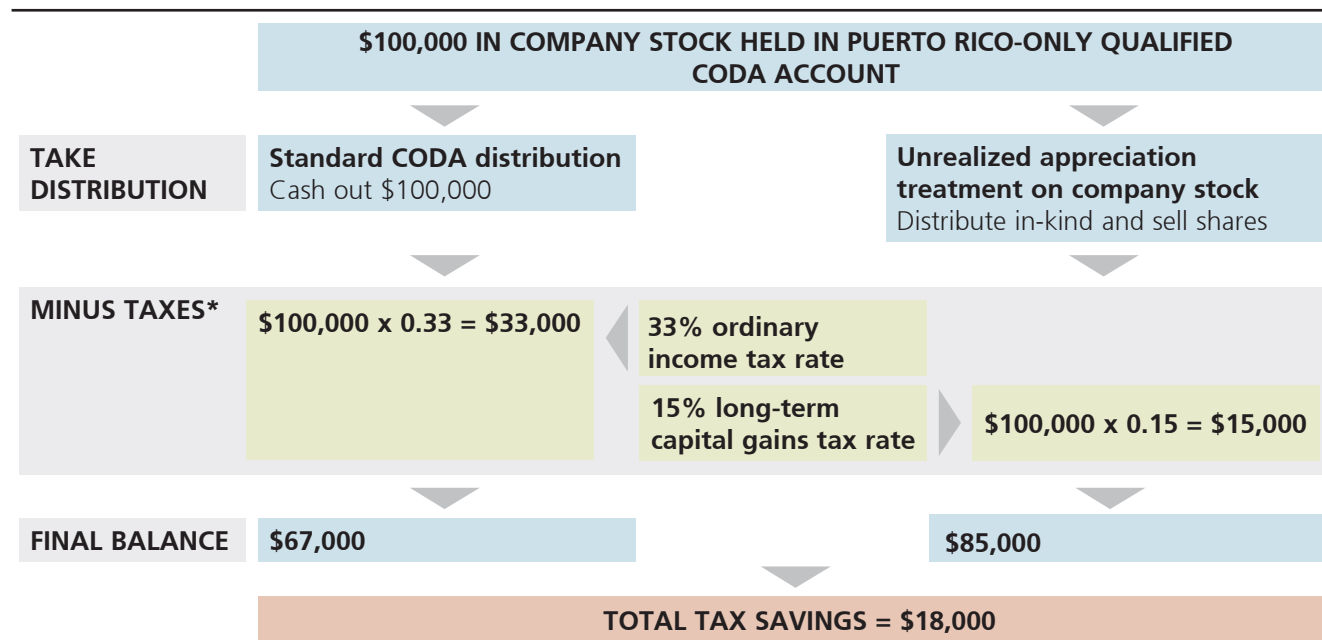 $100,000 IN COMPANY STOCK HELD IN PUERTO RICO-ONLY QUALIFIED
CODA ACCOUNT
TAKE
DISTRIBUTION
Standard CODA distribution
Cash out $100,000
Unrealized appreciation
treatment on company stock
Distribute in-kind and sell shares
MINUS TAXES*
$100,000 x 0.33 = $33,000
33% ordinary
income tax rate
15% long-term
capital gains tax rate
$100,000 x 0.15 = $15,000
FINAL BALANCE
$67,000
$85,000
TOTAL TAX SAVINGS = $18,000